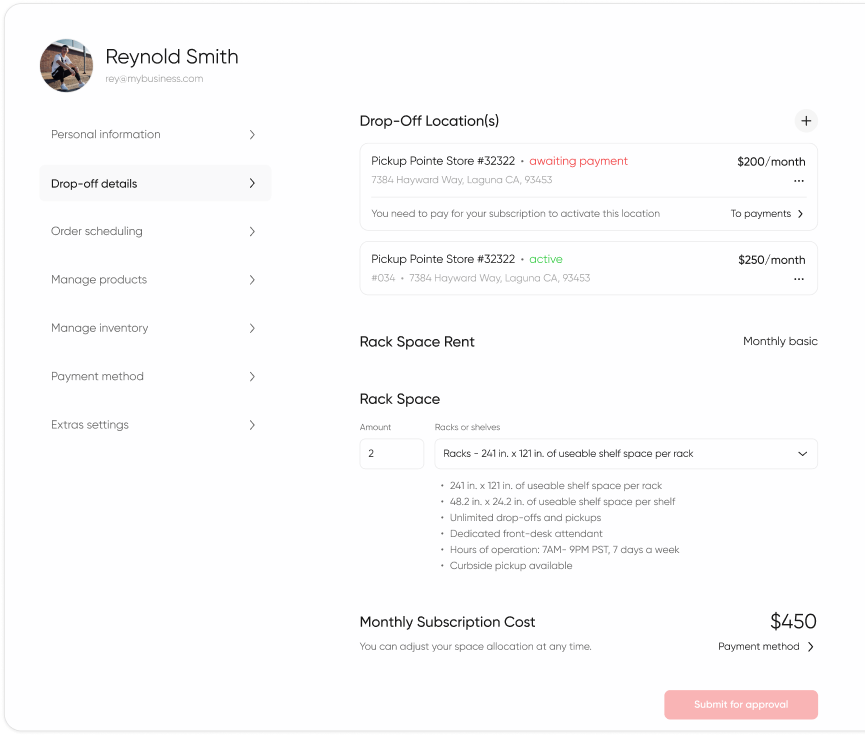 Reynold Smith
rey@mybusiness.com
Personal information
Drop-off details
Order scheduling
Manage products
Manage inventory
Payment method
Extras settings
Drop-Off Location(s)
Pickup Pointe Store #32322 • awaiting payment $200/month
7384 Hayward Way, Laguna CA, 93453
You need to pay for your subscription to activate this location To payments
Pickup Pointe Store #32322 • active $250/month
#034 • 7384 Hayward Way, Laguna CA, 93453
Rack Space Rent Monthly basic
Rack Space
Amount Racks or shelves
2 Racks - 241 in. x 121 in. of useable shelf space per rack
• 241 in. x 121 in. of useable shelf space per rack
• 48.2 in. x 24.2 in. of useable shelf space per shelf
• Unlimited drop-offs and pickups
• Dedicated front-desk attendant
• Hours of operation: 7AM- 9PM PST, 7 days a week
• Curbside pickup available
Monthly Subscription Cost $450
You can adjust your space allocation at any time. Payment method
Submit for approval